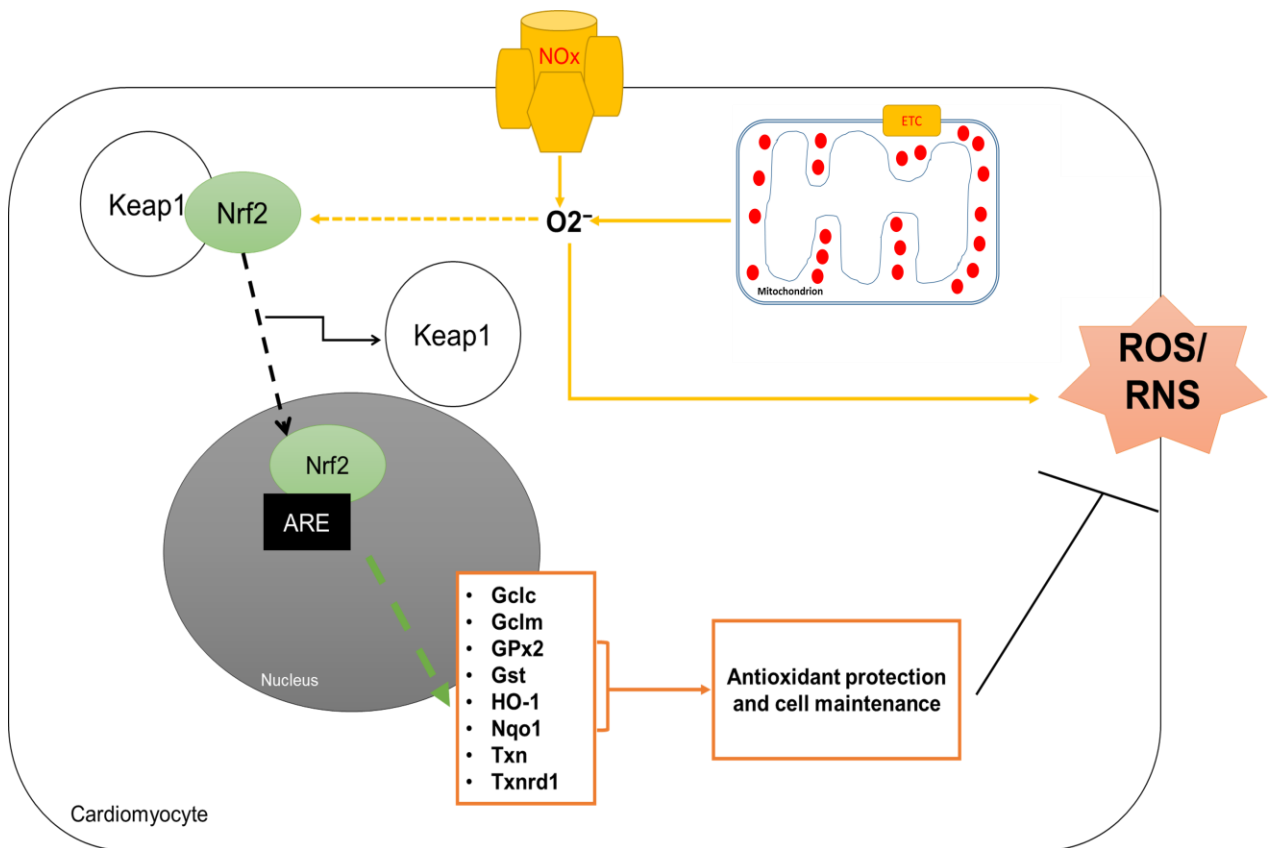 NOx
ETC
Mitochondrion
Keap1
Nrf2
O2⁻
Keap1
ROS/
RNS
Nrf2
ARE
Nucleus
• Gclc
• Gclm
• GPx2
• Gst
• HO-1
• Nqo1
• Txn
• Txnrd1
Antioxidant protection
and cell maintenance
Cardiomyocyte